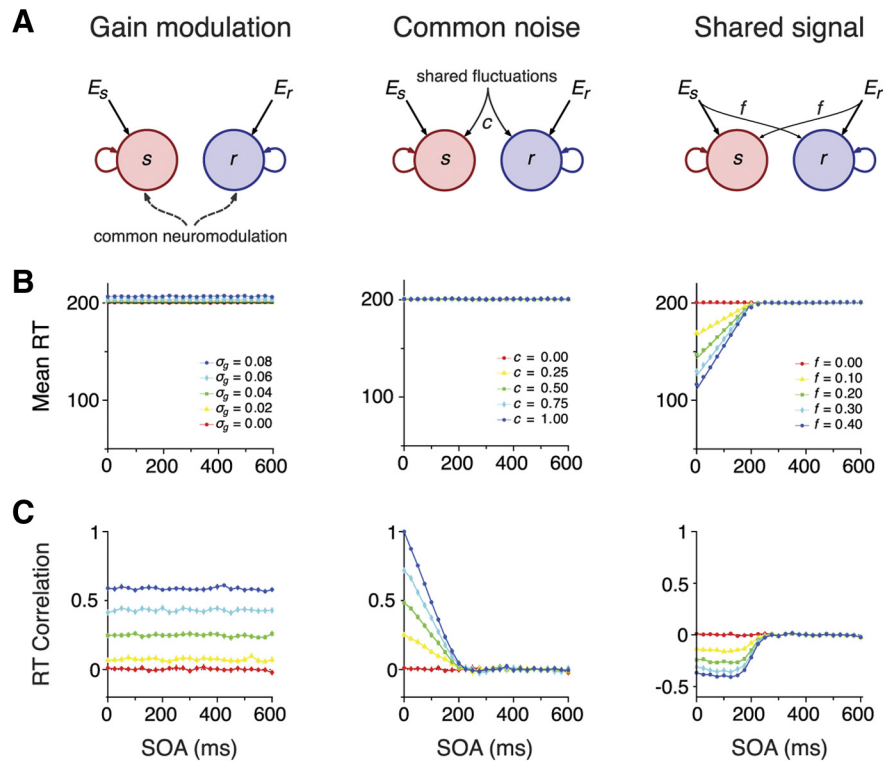 A
Gain modulation
Common noise
Shared signal
shared fluctuations
E_s
E_r
s
r
common neuromodulation
E_s
E_r
c
s
r
E_s
E_r
f
f
s
r
B
Mean RT
200
100
0
200
400
600
σ_g = 0.08
σ_g = 0.06
σ_g = 0.04
σ_g = 0.02
σ_g = 0.00
200
100
0
200
400
600
c = 0.00
c = 0.25
c = 0.50
c = 0.75
c = 1.00
200
100
0
200
400
600
f = 0.00
f = 0.10
f = 0.20
f = 0.30
f = 0.40
C
RT Correlation
1
0.5
0
0
200
400
600
SOA (ms)
1
0.5
0
0
200
400
600
SOA (ms)
1
0.5
0
-0.5
0
200
400
600
SOA (ms)